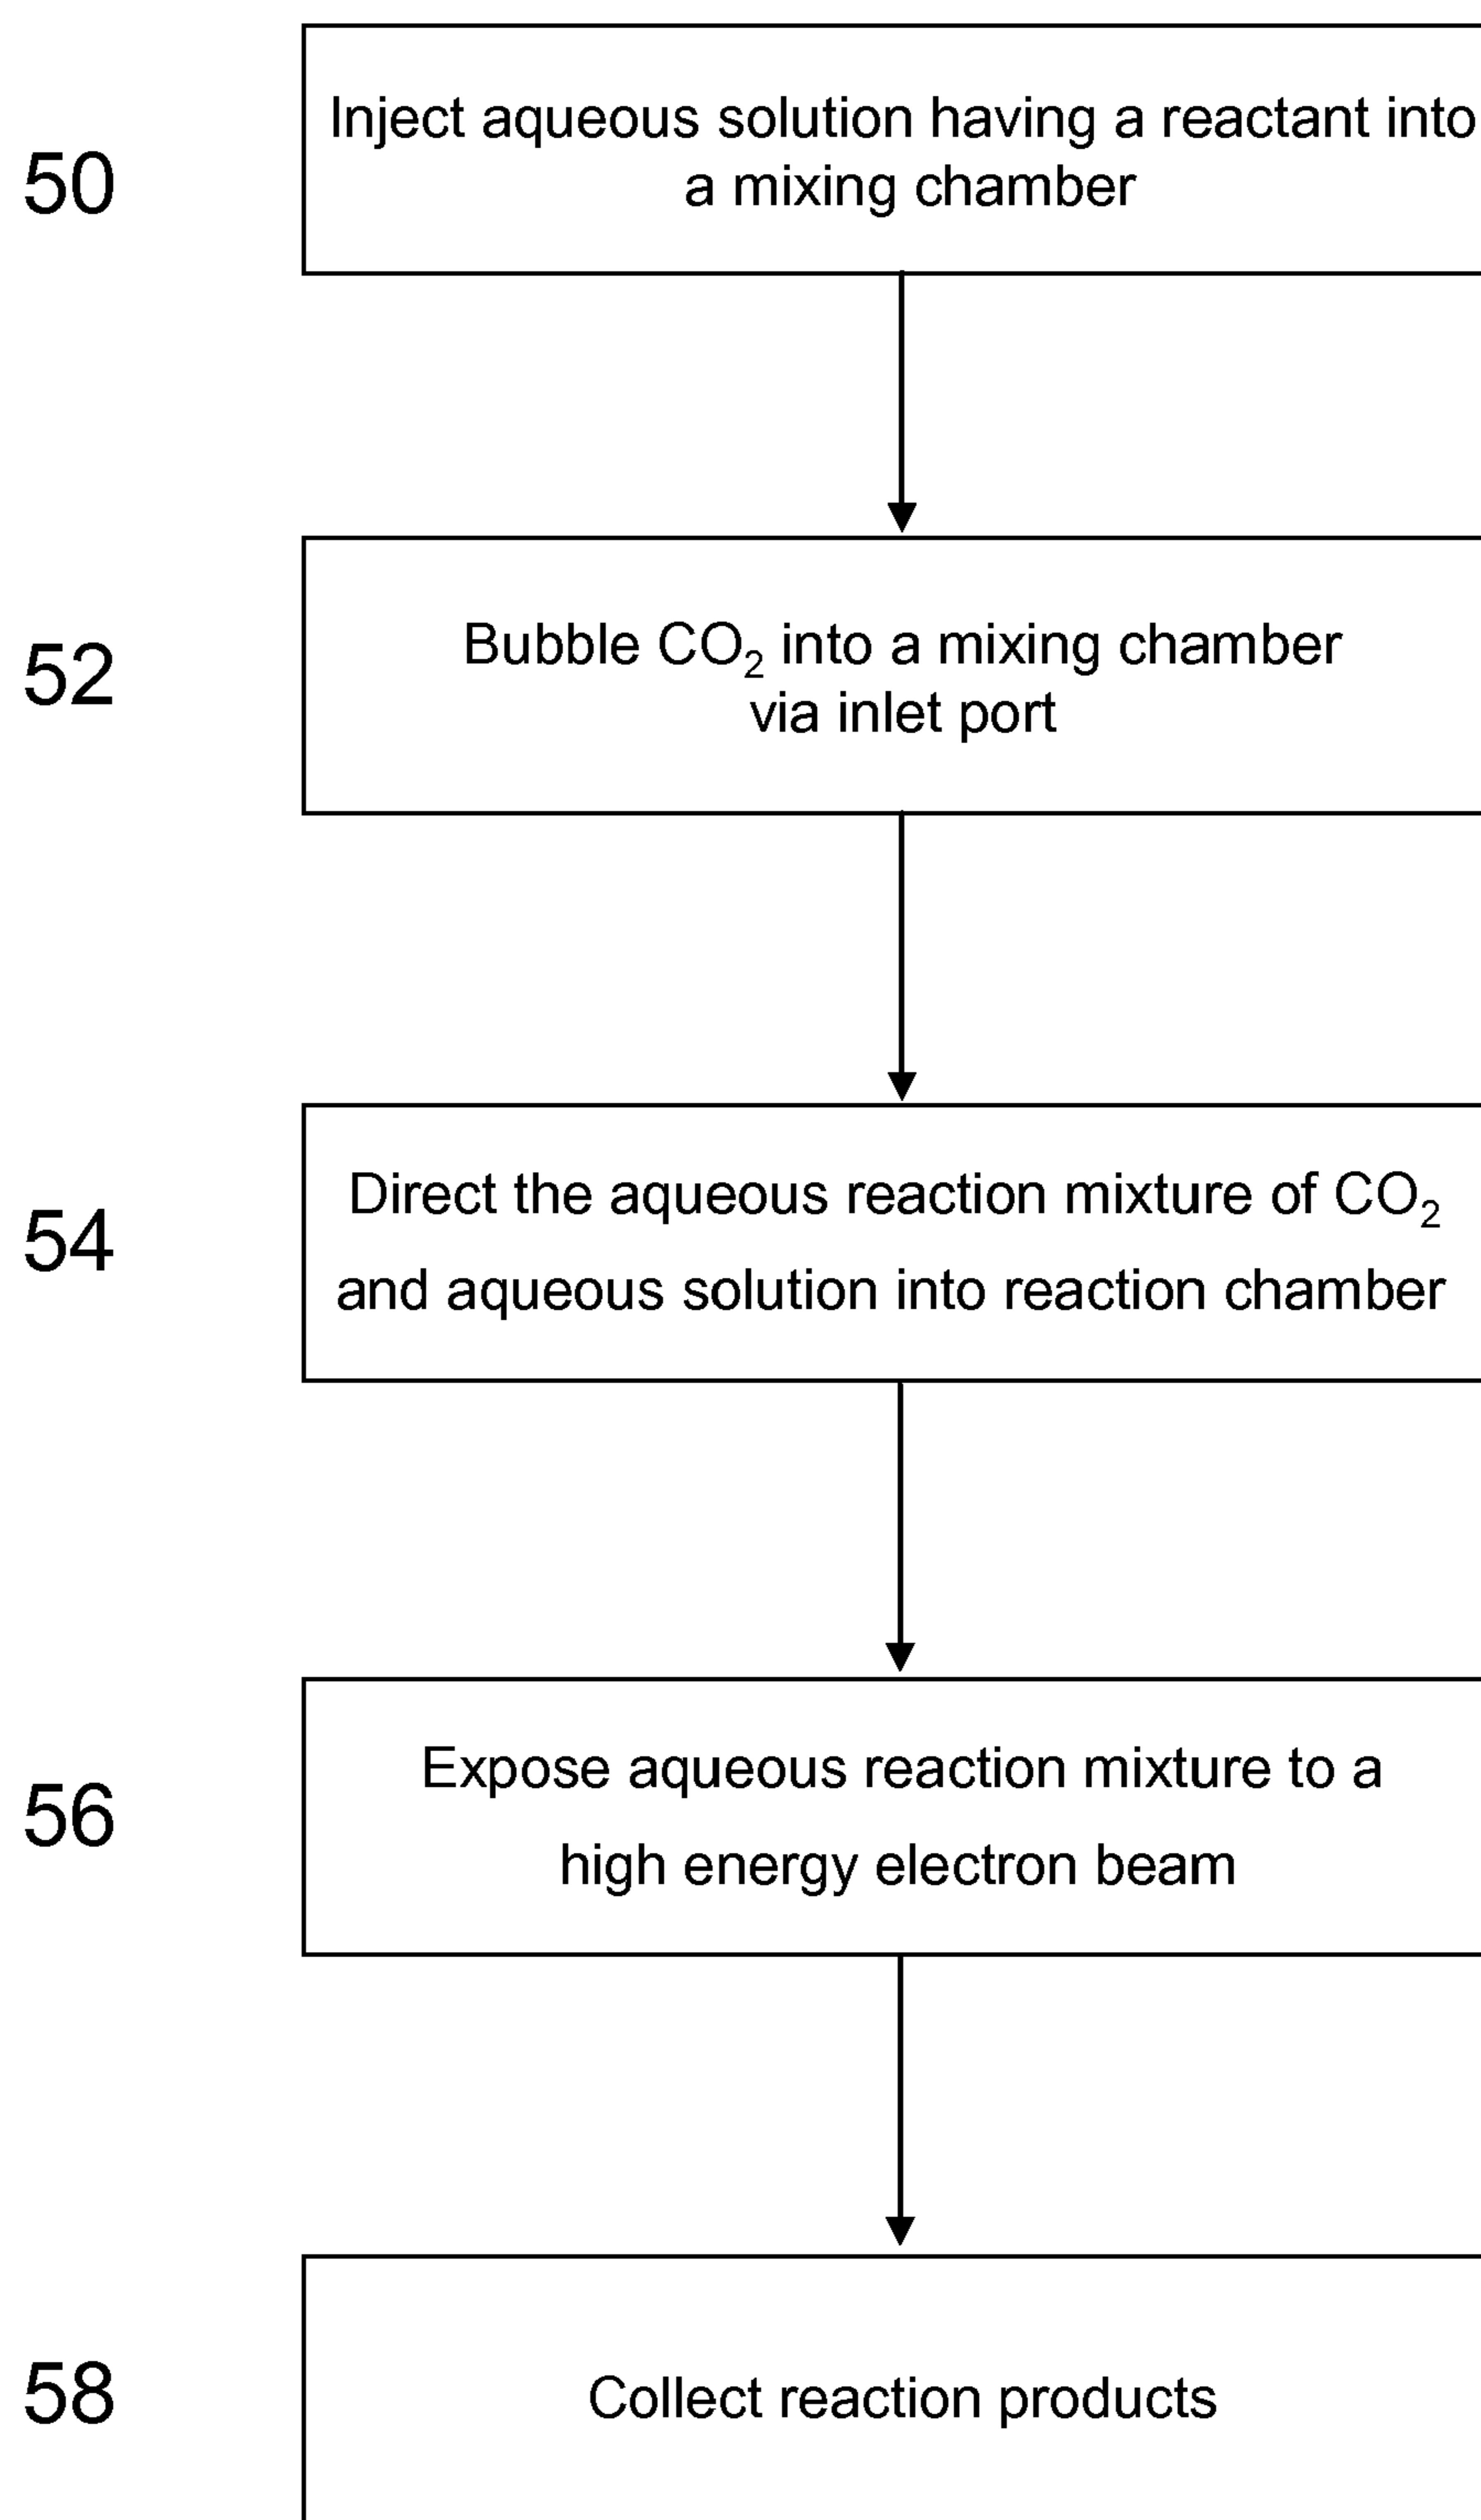 50
Inject aqueous solution having a reactant into
a mixing chamber
52
Bubble CO₂ into a mixing chamber
via inlet port
54
Direct the aqueous reaction mixture of CO₂
and aqueous solution into reaction chamber
56
Expose aqueous reaction mixture to a
high energy electron beam
58
Collect reaction products